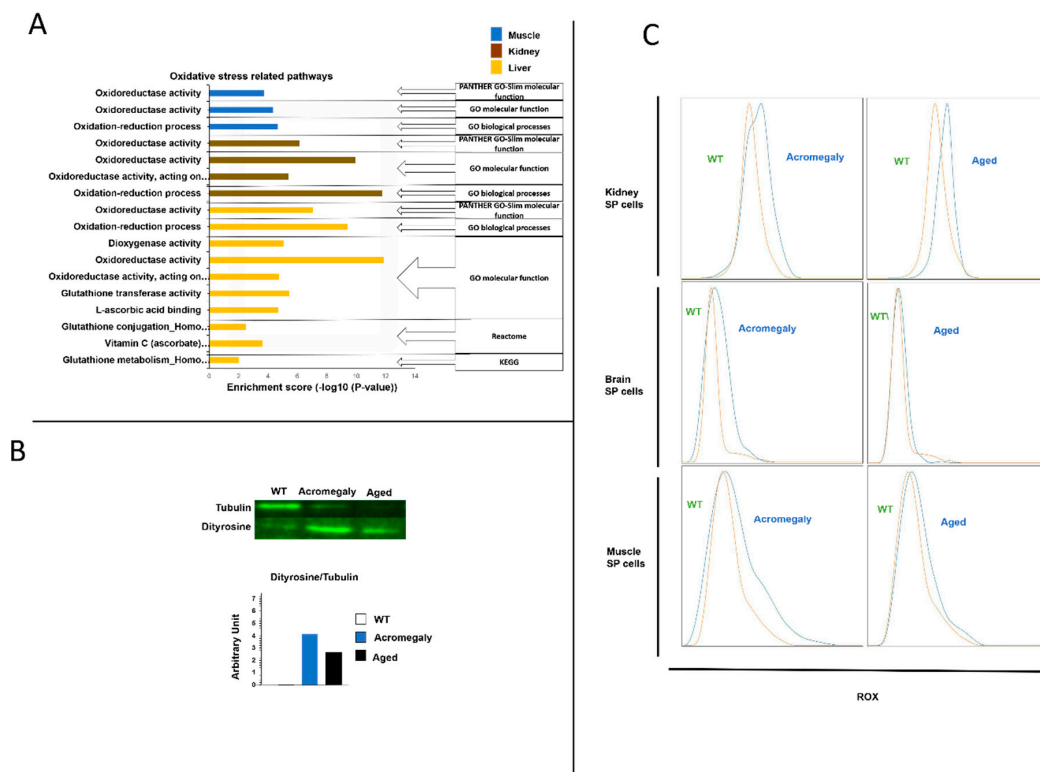 A
Muscle
Kidney
Liver
Oxidative stress related pathways
Oxidoreductase activity
PANTHER GO-Slim molecular
function
Oxidoreductase activity
GO molecular function
Oxidation-reduction process
GO biological processes
Oxidoreductase activity
PANTHER GO-Slim molecular
function
Oxidoreductase activity
GO molecular function
Oxidoreductase activity, acting on...
Oxidation-reduction process
GO biological processes
Oxidoreductase activity
PANTHER GO-Slim molecular
function
Oxidation-reduction process
GO biological processes
Dioxygenase activity
Oxidoreductase activity
Oxidoreductase activity, acting on...
GO molecular function
Glutathione transferase activity
L-ascorbic acid binding
Glutathione conjugation_Homo...
Reactome
Vitamin C (ascorbate)...
Glutathione metabolism_Homo...
KEGG
0 2 4 6 8 10 12 14
Enrichment score (-log10 (P-value))
B
WT Acromegaly Aged
Tubulin
Dityrosine
Dityrosine/Tubulin
Arbitrary Unit
7
6
5
4
3
2
1
0
WT
Acromegaly
Aged
C
Kidney
SP cells
WT
Acromegaly
WT
Aged
Brain
SP cells
WT
Acromegaly
WT\
Aged
Muscle
SP cells
WT
Acromegaly
WT
Aged
ROX